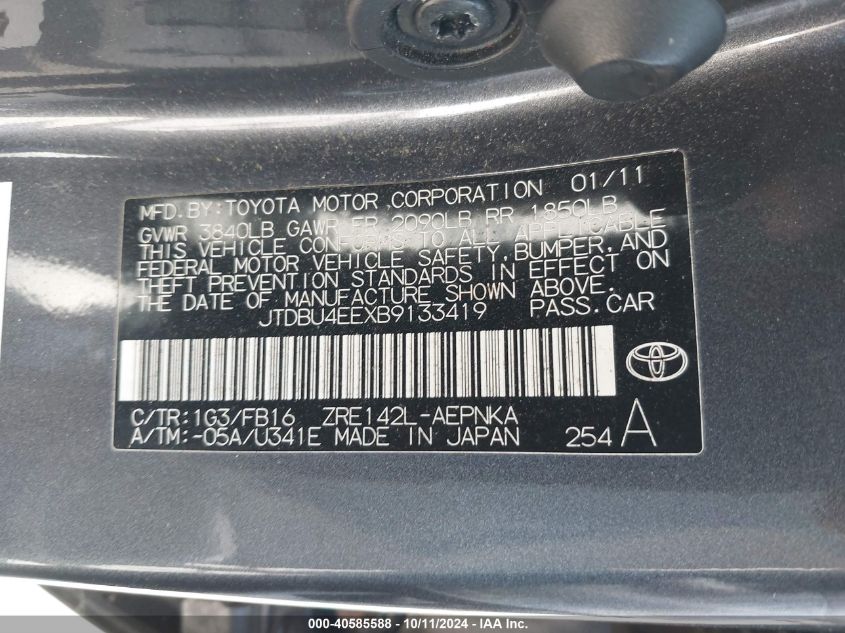 MFD.BY:TOYOTA MOTOR CORPORATION 01/11
GVWR 3840LB GAWR FR 2090LB RR 1850LB
THIS VEHICLE CONFORMS TO ALL APPLICABLE
FEDERAL MOTOR VEHICLE SAFETY, BUMPER, AND
THEFT PREVENTION STANDARDS IN EFFECT ON
THE DATE OF MANUFACTURE SHOWN ABOVE.
JTDBU4EEXB9133419 PASS.CAR
C/TR:1G3/FB16 ZRE142L-AEPNKA
A/TM:-05A/U341E MADE IN JAPAN 254 A
000-40585588 - 10/11/2024 - IAAI Inc.